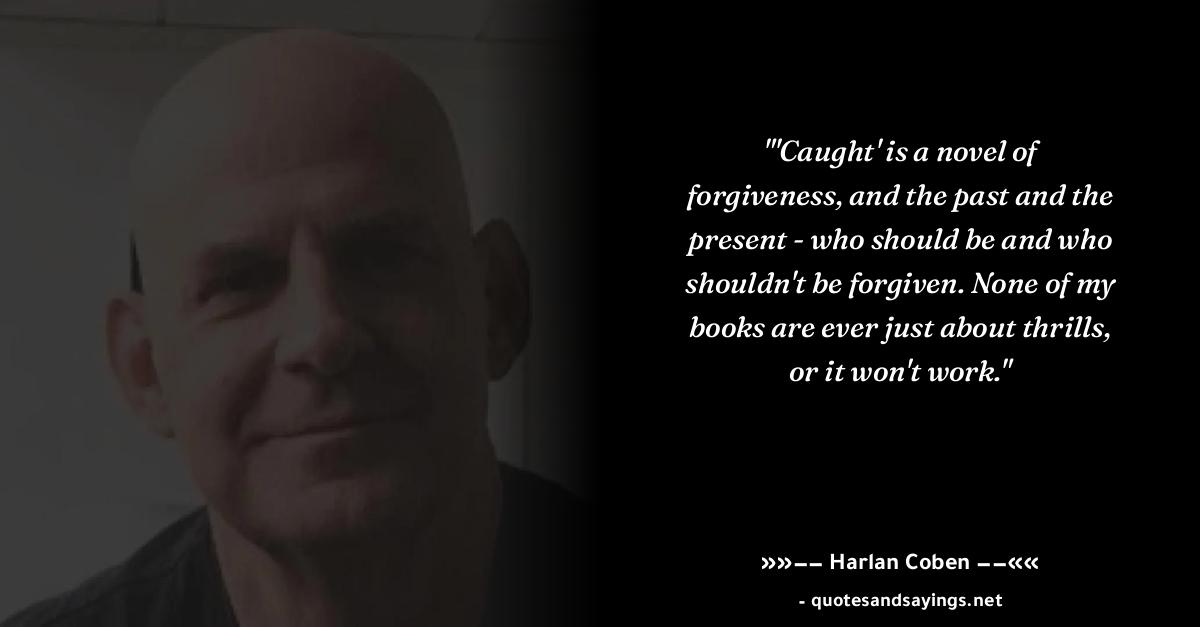 "'Caught' is a novel of
forgiveness, and the past and the
present - who should be and who
shouldn't be forgiven. None of my
books are ever just about thrills,
or it won't work."
»»−− Harlan Coben −−««
- quotesandsayings.net